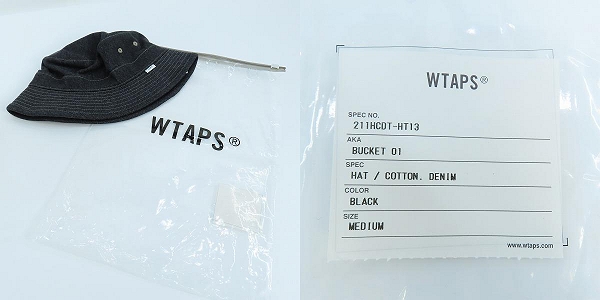 WTAPS®
WTAPS®
SPEC NO.
211HCDT-HT13
AKA
BUCKET 01
SPEC
HAT / COTTON. DENIM
COLOR
BLACK
SIZE
MEDIUM
www.wtaps.com